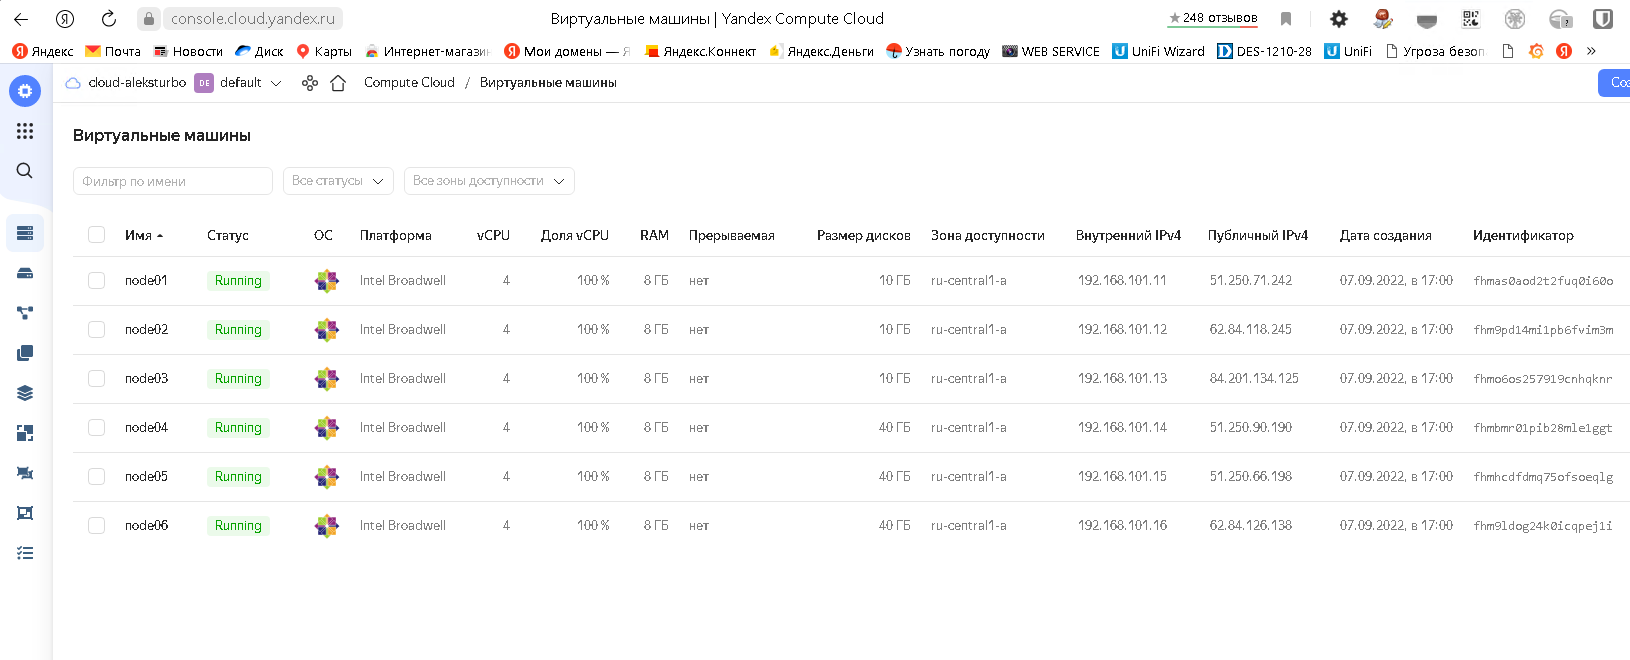 console.cloud.yandex.ru Виртуальные машины | Yandex Compute Cloud ★ 248 отзывов
Яндекс Почта Новости Диск Карты Интернет-магазин Мои домены — Я Яндекс.Коннект Яндекс.Деньги Узнать погоду WEB SERVICE UniFi Wizard DES-1210-28 UniFi Угроза безоп »
cloud-aleksturbo DE default Compute Cloud / Виртуальные машины Соз
Виртуальные машины
Фильтр по имени Все статусы Все зоны доступности
Имя Статус ОС Платформа vCPU Доля vCPU RAM Прерываемая Размер дисков Зона доступности Внутренний IPv4 Публичный IPv4 Дата создания Идентификатор
node01 Running Intel Broadwell 4 100 % 8 ГБ нет 10 ГБ ru-central1-a 192.168.101.11 51.250.71.242 07.09.2022, в 17:00 fhmas0aod2t2fuq0i60o
node02 Running Intel Broadwell 4 100 % 8 ГБ нет 10 ГБ ru-central1-a 192.168.101.12 62.84.118.245 07.09.2022, в 17:00 fhm9pd14mi1pb6fvim3m
node03 Running Intel Broadwell 4 100 % 8 ГБ нет 10 ГБ ru-central1-a 192.168.101.13 84.201.134.125 07.09.2022, в 17:00 fhmo6os257919cnhqknr
node04 Running Intel Broadwell 4 100 % 8 ГБ нет 40 ГБ ru-central1-a 192.168.101.14 51.250.90.190 07.09.2022, в 17:00 fhmbmr01pib28mle1ggt
node05 Running Intel Broadwell 4 100 % 8 ГБ нет 40 ГБ ru-central1-a 192.168.101.15 51.250.66.198 07.09.2022, в 17:00 fhmhcdfdmq75ofsoeqlg
node06 Running Intel Broadwell 4 100 % 8 ГБ нет 40 ГБ ru-central1-a 192.168.101.16 62.84.126.138 07.09.2022, в 17:00 fhm9ldog24k0icqpej1i